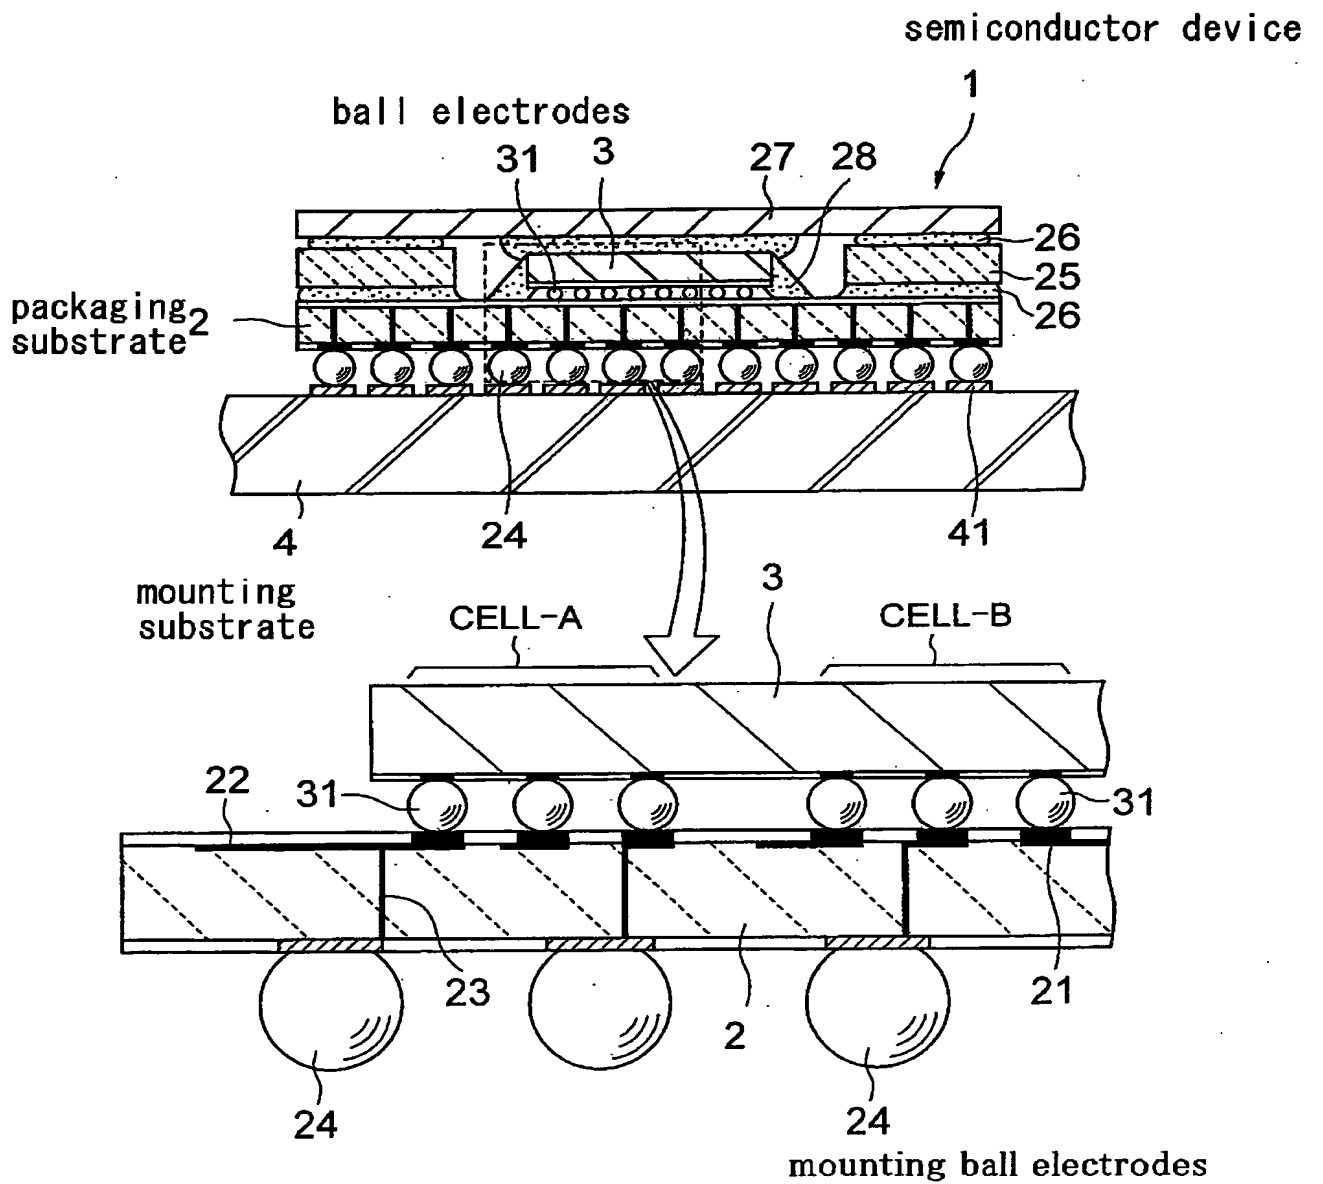 semiconductor device
1
ball electrodes
31
3
27
28
26
25
26
packaging
substrate 2
24
41
4
mounting
substrate
3
CELL-A
CELL-B
22
31
31
23
2
21
24
24
mounting ball electrodes